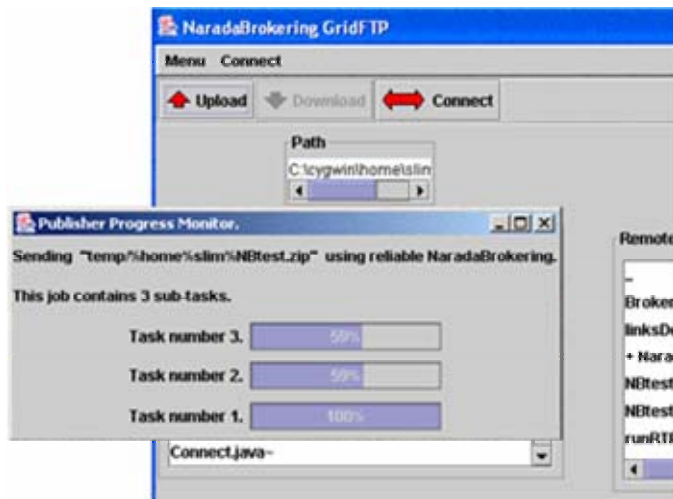 NaradaBrokering GridFTP
Menu Connect
Upload Download Connect
Path
C:\cygwin\home\slim
Publisher Progress Monitor.
Sending "temp/%home%slim%NBtest.zip" using reliable NaradaBrokering.
This job contains 3 sub-tasks.
Task number 3. 59%
Task number 2. 59%
Task number 1. 100%
Connect.java~
Remote
..
Broker
linksDe
+ Narad
NBtest
NBtest
runRTP